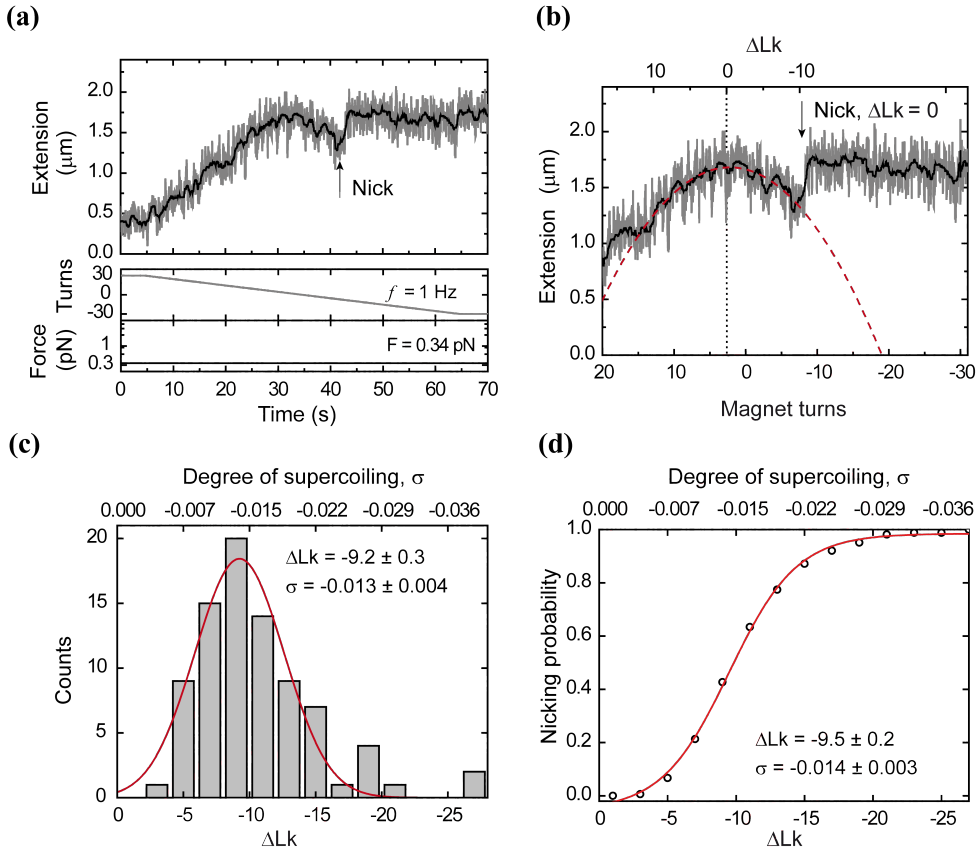 (a)
2.0
1.5
1.0
0.5
0.0
Extension
(μm)
Nick
30
0
-30
Turns
f = 1 Hz
1
0.3
Force
(pN)
F = 0.34 pN
0 10 20 30 40 50 60 70
Time (s)
(b)
ΔLk
10 0 -10
Nick, ΔLk = 0
2.0
1.5
1.0
0.5
0.0
Extension (μm)
20 10 0 -10 -20 -30
Magnet turns
(c)
Degree of supercoiling, σ
0.000 -0.007 -0.015 -0.022 -0.029 -0.036
20
15
10
5
0
Counts
ΔLk = -9.2 ± 0.3
σ = -0.013 ± 0.004
0 -5 -10 -15 -20 -25
ΔLk
(d)
Degree of supercoiling, σ
0.000 -0.007 -0.015 -0.022 -0.029 -0.036
1.0
0.8
0.6
0.4
0.2
0.0
Nicking probability
ΔLk = -9.5 ± 0.2
σ = -0.014 ± 0.003
0 -5 -10 -15 -20 -25
ΔLk